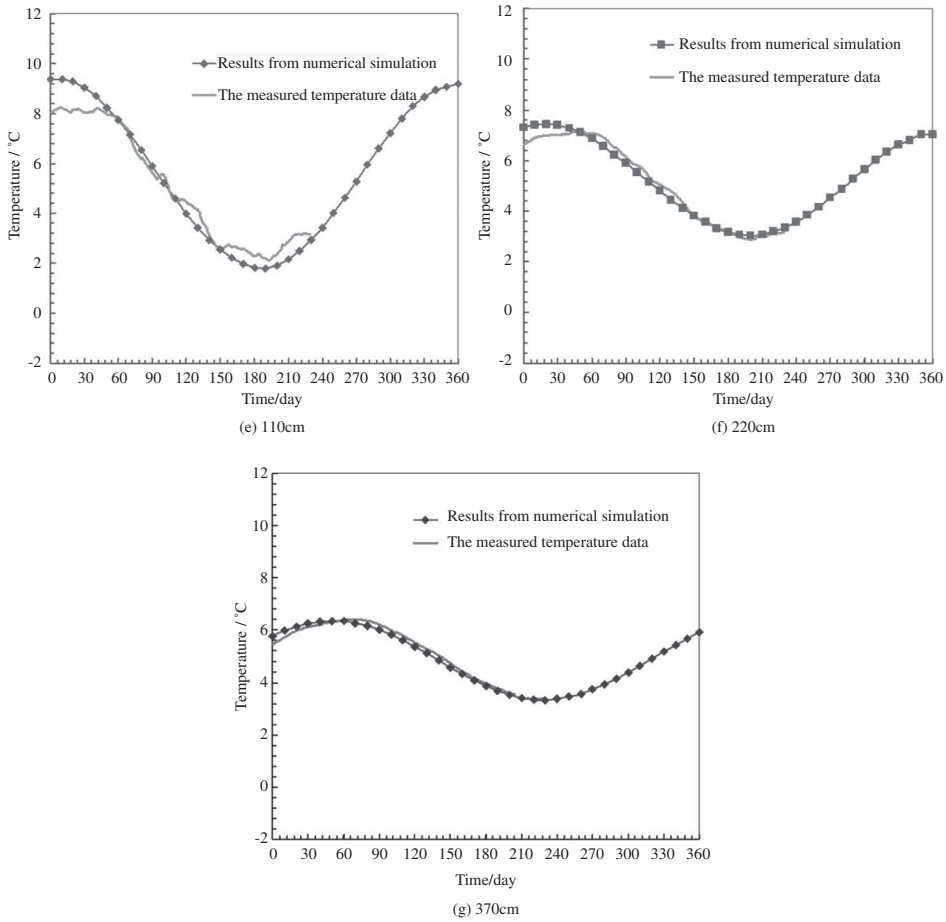 12
10
8
6
4
2
0
-2
Temperature / °C
Results from numerical simulation
The measured temperature data
0 30 60 90 120 150 180 210 240 270 300 330 360
Time/day
(e) 110cm
12
10
8
6
4
2
0
-2
Temperature / °C
Results from numerical simulation
The measured temperature data
0 30 60 90 120 150 180 210 240 270 300 330 360
Time/day
(f) 220cm
12
10
8
6
4
2
0
-2
Temperature / °C
Results from numerical simulation
The measured temperature data
0 30 60 90 120 150 180 210 240 270 300 330 360
Time/day
(g) 370cm